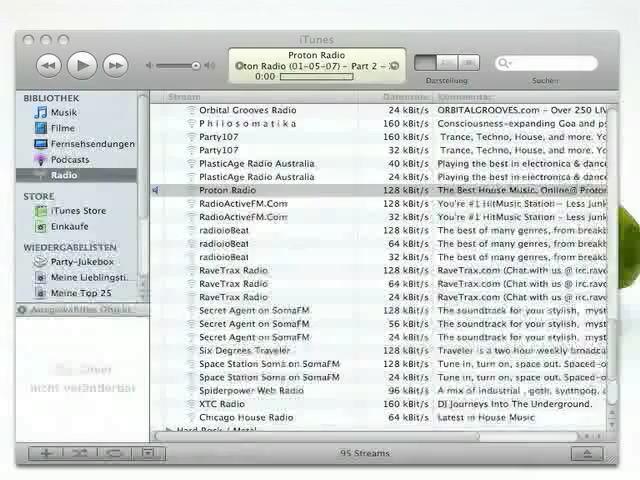 iTunes
Proton Radio
ton Radio (01-05-07) - Part 2 -
0:00
Darstellung
Suchen
BIBLIOTHEK
Musik
Filme
Fernsehsendungen
Podcasts
Radio
STORE
iTunes Store
Einkäufe
WIEDERGABELISTEN
Party-Jukebox
Meine Lieblingsti.
Meine Top 25
Ausgewähltes Objekt
nicht veränderbar
Stream Datenrate Kommentar
Orbital Grooves Radio 24 kBit/s ORBITALGROOVES.com - Over 250 LIV
Philosomatika 160 kBit/s Consciousness-expanding Goa and p
Party107 160 kBit/s Trance, Techno, House, and more. Yo
Party107 32 kBit/s Trance, Techno, House, and more. Yo
PlasticAge Radio Australia 40 kBit/s Playing the best in electronica & danc
PlasticAge Radio Australia 24 kBit/s Playing the best in electronica & danc
Proton Radio 128 kBit/s The Best House Music, Online@ Proton
RadioActiveFM.Com 128 kBit/s You're #1 HitMusic Station - Less junk
RadioActiveFM.Com 32 kBit/s You're #1 HitMusic Station - Less junk
radioioBeat 128 kBit/s The best of many genres, from breakb
radioioBeat 64 kBit/s The best of many genres, from breakb
radioioBeat 32 kBit/s The best of many genres, from breakb
RaveTrax Radio 128 kBit/s RaveTrax.com (Chat with us @ irc.rave
RaveTrax Radio 64 kBit/s RaveTrax.com (Chat with us @ irc.rave
RaveTrax Radio 24 kBit/s RaveTrax.com (Chat with us @ irc.rave
Secret Agent on SomaFM 128 kBit/s The soundtrack for your stylish, myst
Secret Agent on SomaFM 56 kBit/s The soundtrack for your stylish, myst
Secret Agent on SomaFM 24 kBit/s The soundtrack for your stylish, myst
Six Degrees Traveler 128 kBit/s Traveler is a two hour weekly broadcas
Space Station Soma on SomaFM 128 kBit/s Tune in, turn on, space out. Spaced-o
Space Station Soma on SomaFM 24 kBit/s Tune in, turn on, space out. Spaced-o
Spiderpower Web Radio 96 kBit/s A mix of industrial, goth, synthpop,
XTC Radio 24 kBit/s DJ Journeys Into The Underground.
Chicago House Radio 64 kBit/s Latest in House Music
Hard Rock / Metal
95 Streams